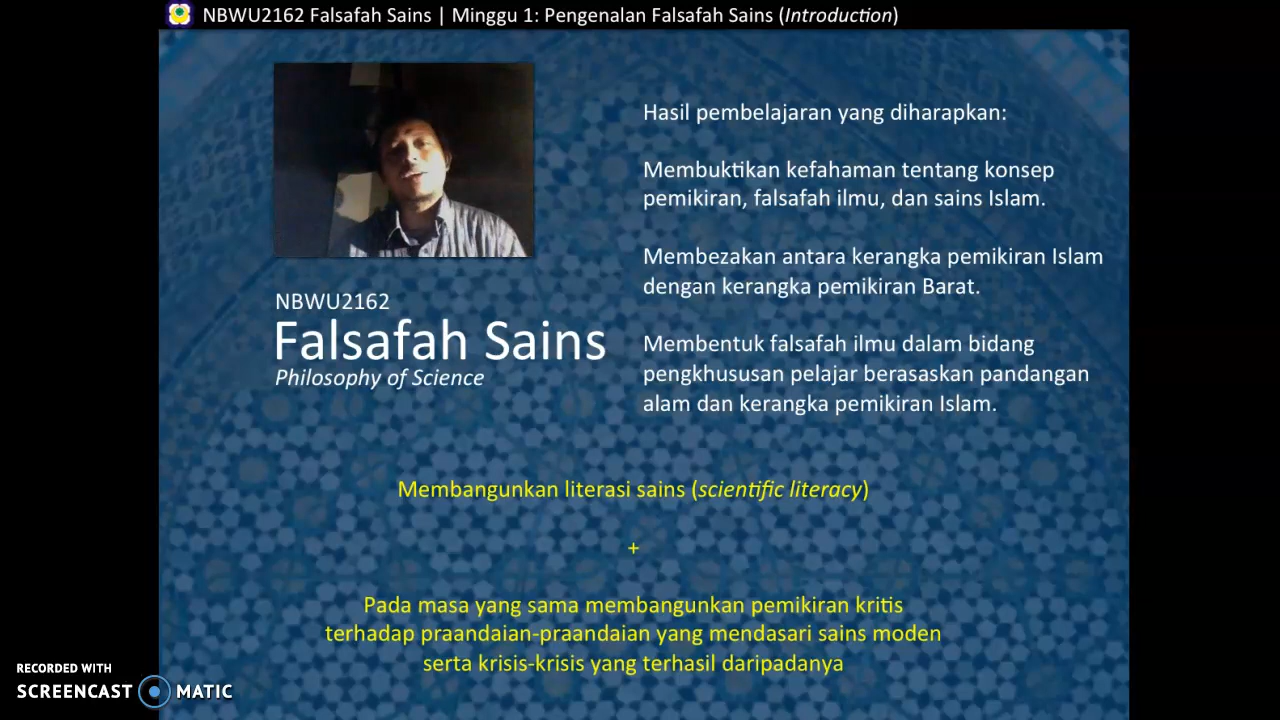 NBWU2162 Falsafah Sains | Minggu 1: Pengenalan Falsafah Sains (Introduction)
NBWU2162
Falsafah Sains
Philosophy of Science
Hasil pembelajaran yang diharapkan:
Membuktikan kefahaman tentang konsep
pemikiran, falsafah ilmu, dan sains Islam.
Membezakan antara kerangka pemikiran Islam
dengan kerangka pemikiran Barat.
Membentuk falsafah ilmu dalam bidang
pengkhususan pelajar berasaskan pandangan
alam dan kerangka pemikiran Islam.
Membangunkan literasi sains (scientific literacy)
+
Pada masa yang sama membangunkan pemikiran kritis
terhadap praandaian-praandaian yang mendasari sains moden
serta krisis-krisis yang terhasil daripadanya
RECORDED WITH
SCREENCAST MATIC